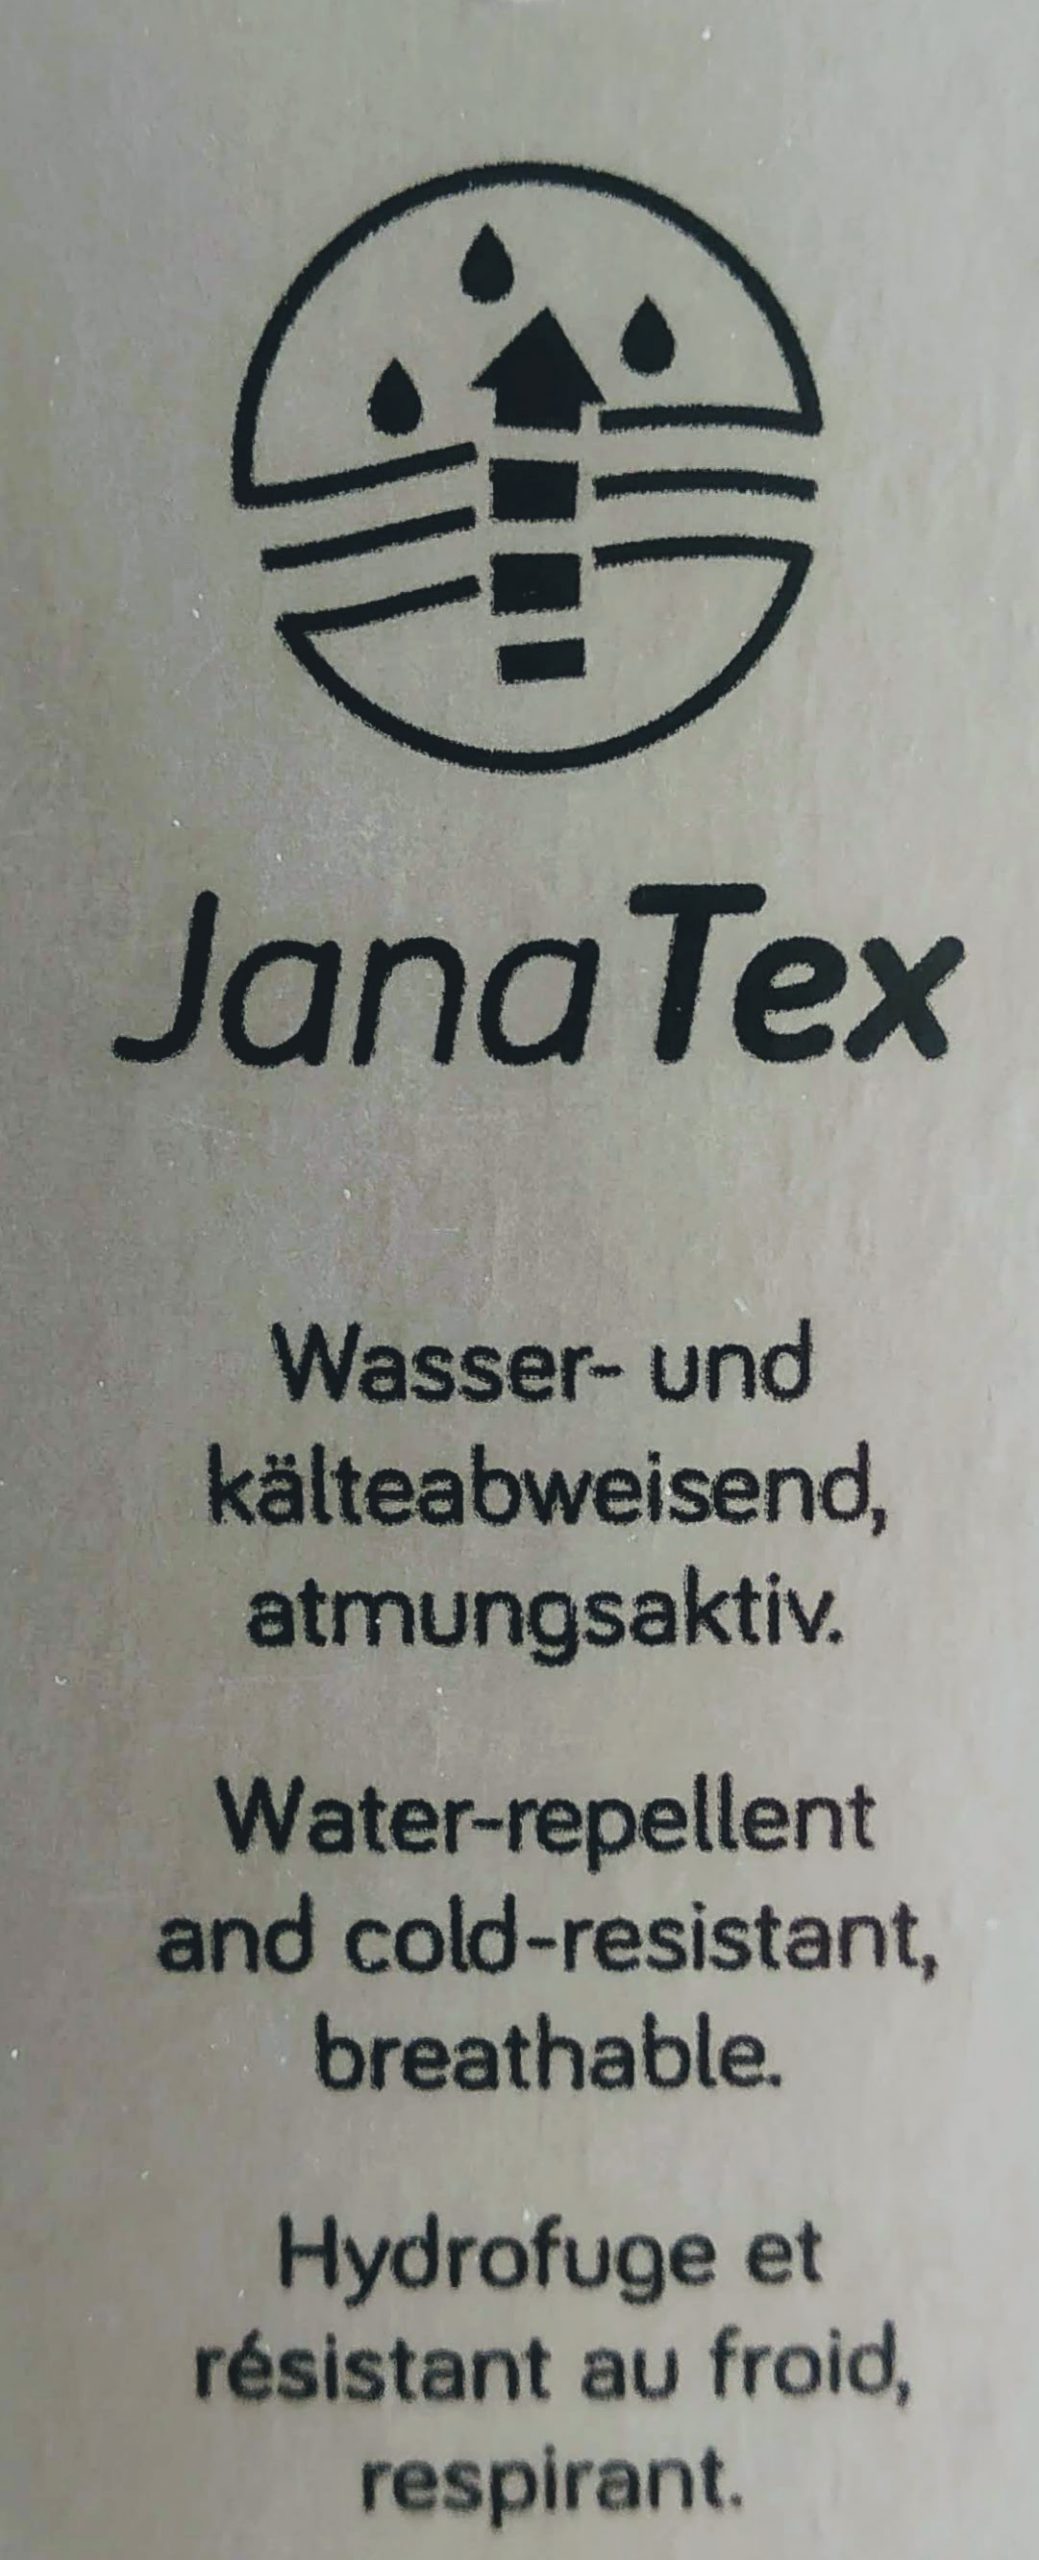 JanaTex
Wasser- und
kälteabweisend,
atmungsaktiv.
Water-repellent
and cold-resistant,
breathable.
Hydrofuge et
résistant au froid,
respirant.